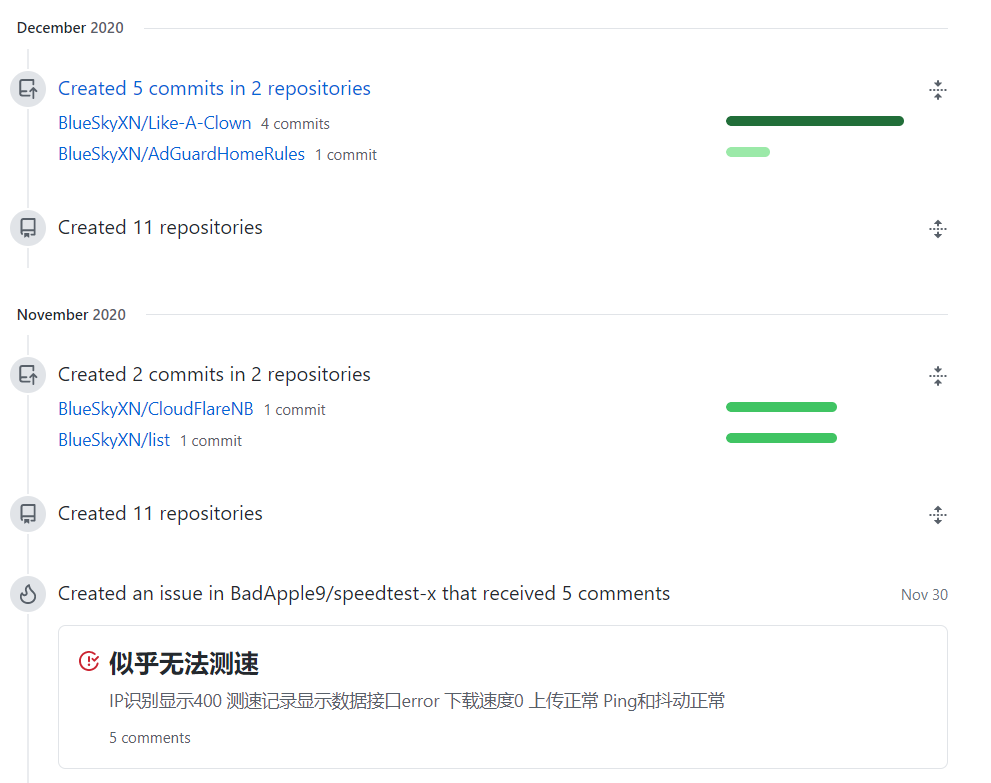 December 2020
Created 5 commits in 2 repositories
BlueSkyXN/Like-A-Clown 4 commits
BlueSkyXN/AdGuardHomeRules 1 commit
Created 11 repositories
November 2020
Created 2 commits in 2 repositories
BlueSkyXN/CloudFlareNB 1 commit
BlueSkyXN/list 1 commit
Created 11 repositories
Created an issue in BadApple9/speedtest-x that received 5 comments Nov 30
似乎无法测速
IP识别显示400 测速记录显示数据接口error 下载速度0 上传正常 Ping和抖动正常
5 comments